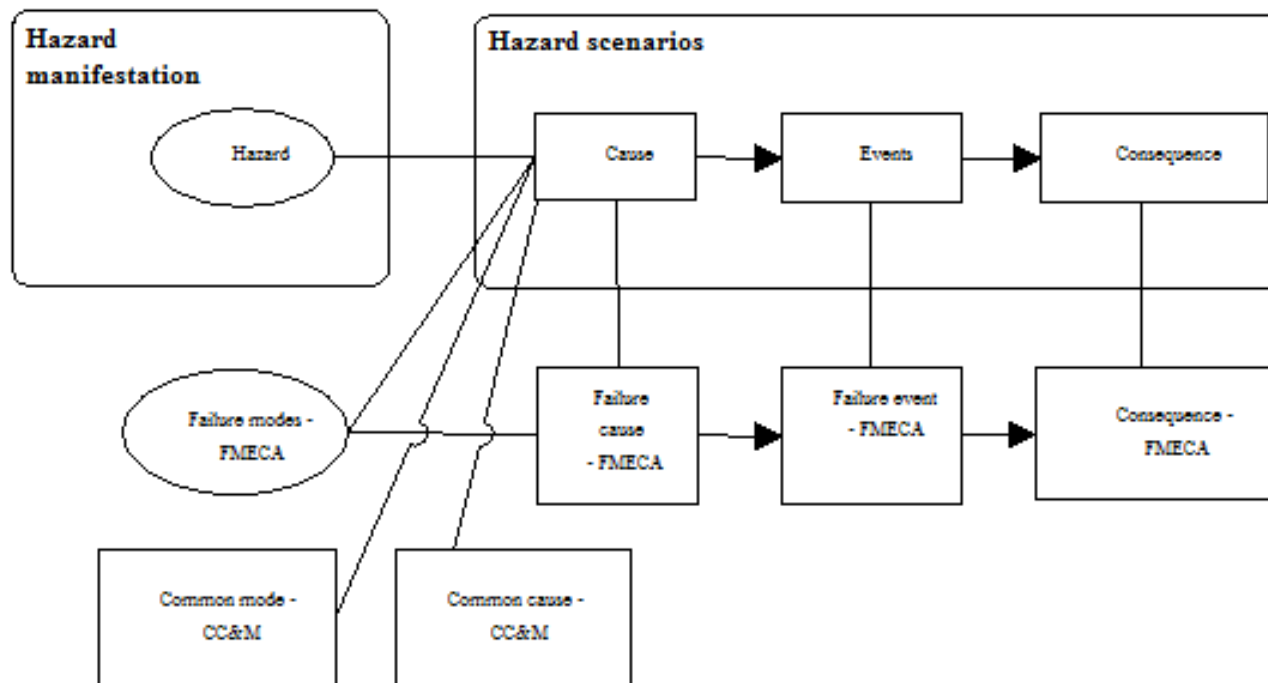 Hazard
manifestation
Hazard scenarios
Hazard
Cause
Events
Consequence
Failure modes -
FMECA
Failure
cause
- FMECA
Failure event
- FMECA
Consequence -
FMECA
Common mode -
CC&M
Common cause -
CC&M